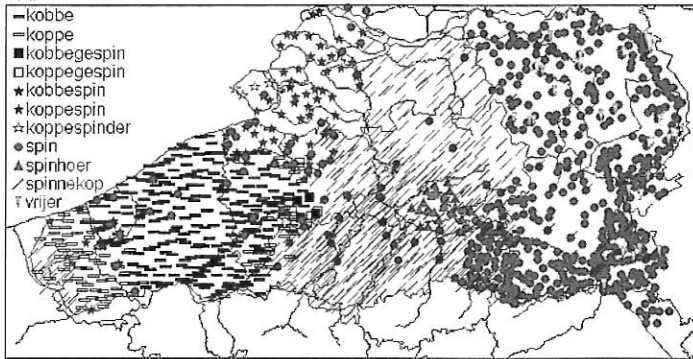 kobbe
koppe
kobbegespin
koppegespin
kobbespin
koppespin
koppespinder
spin
spinhoer
spinnekop
vrijer